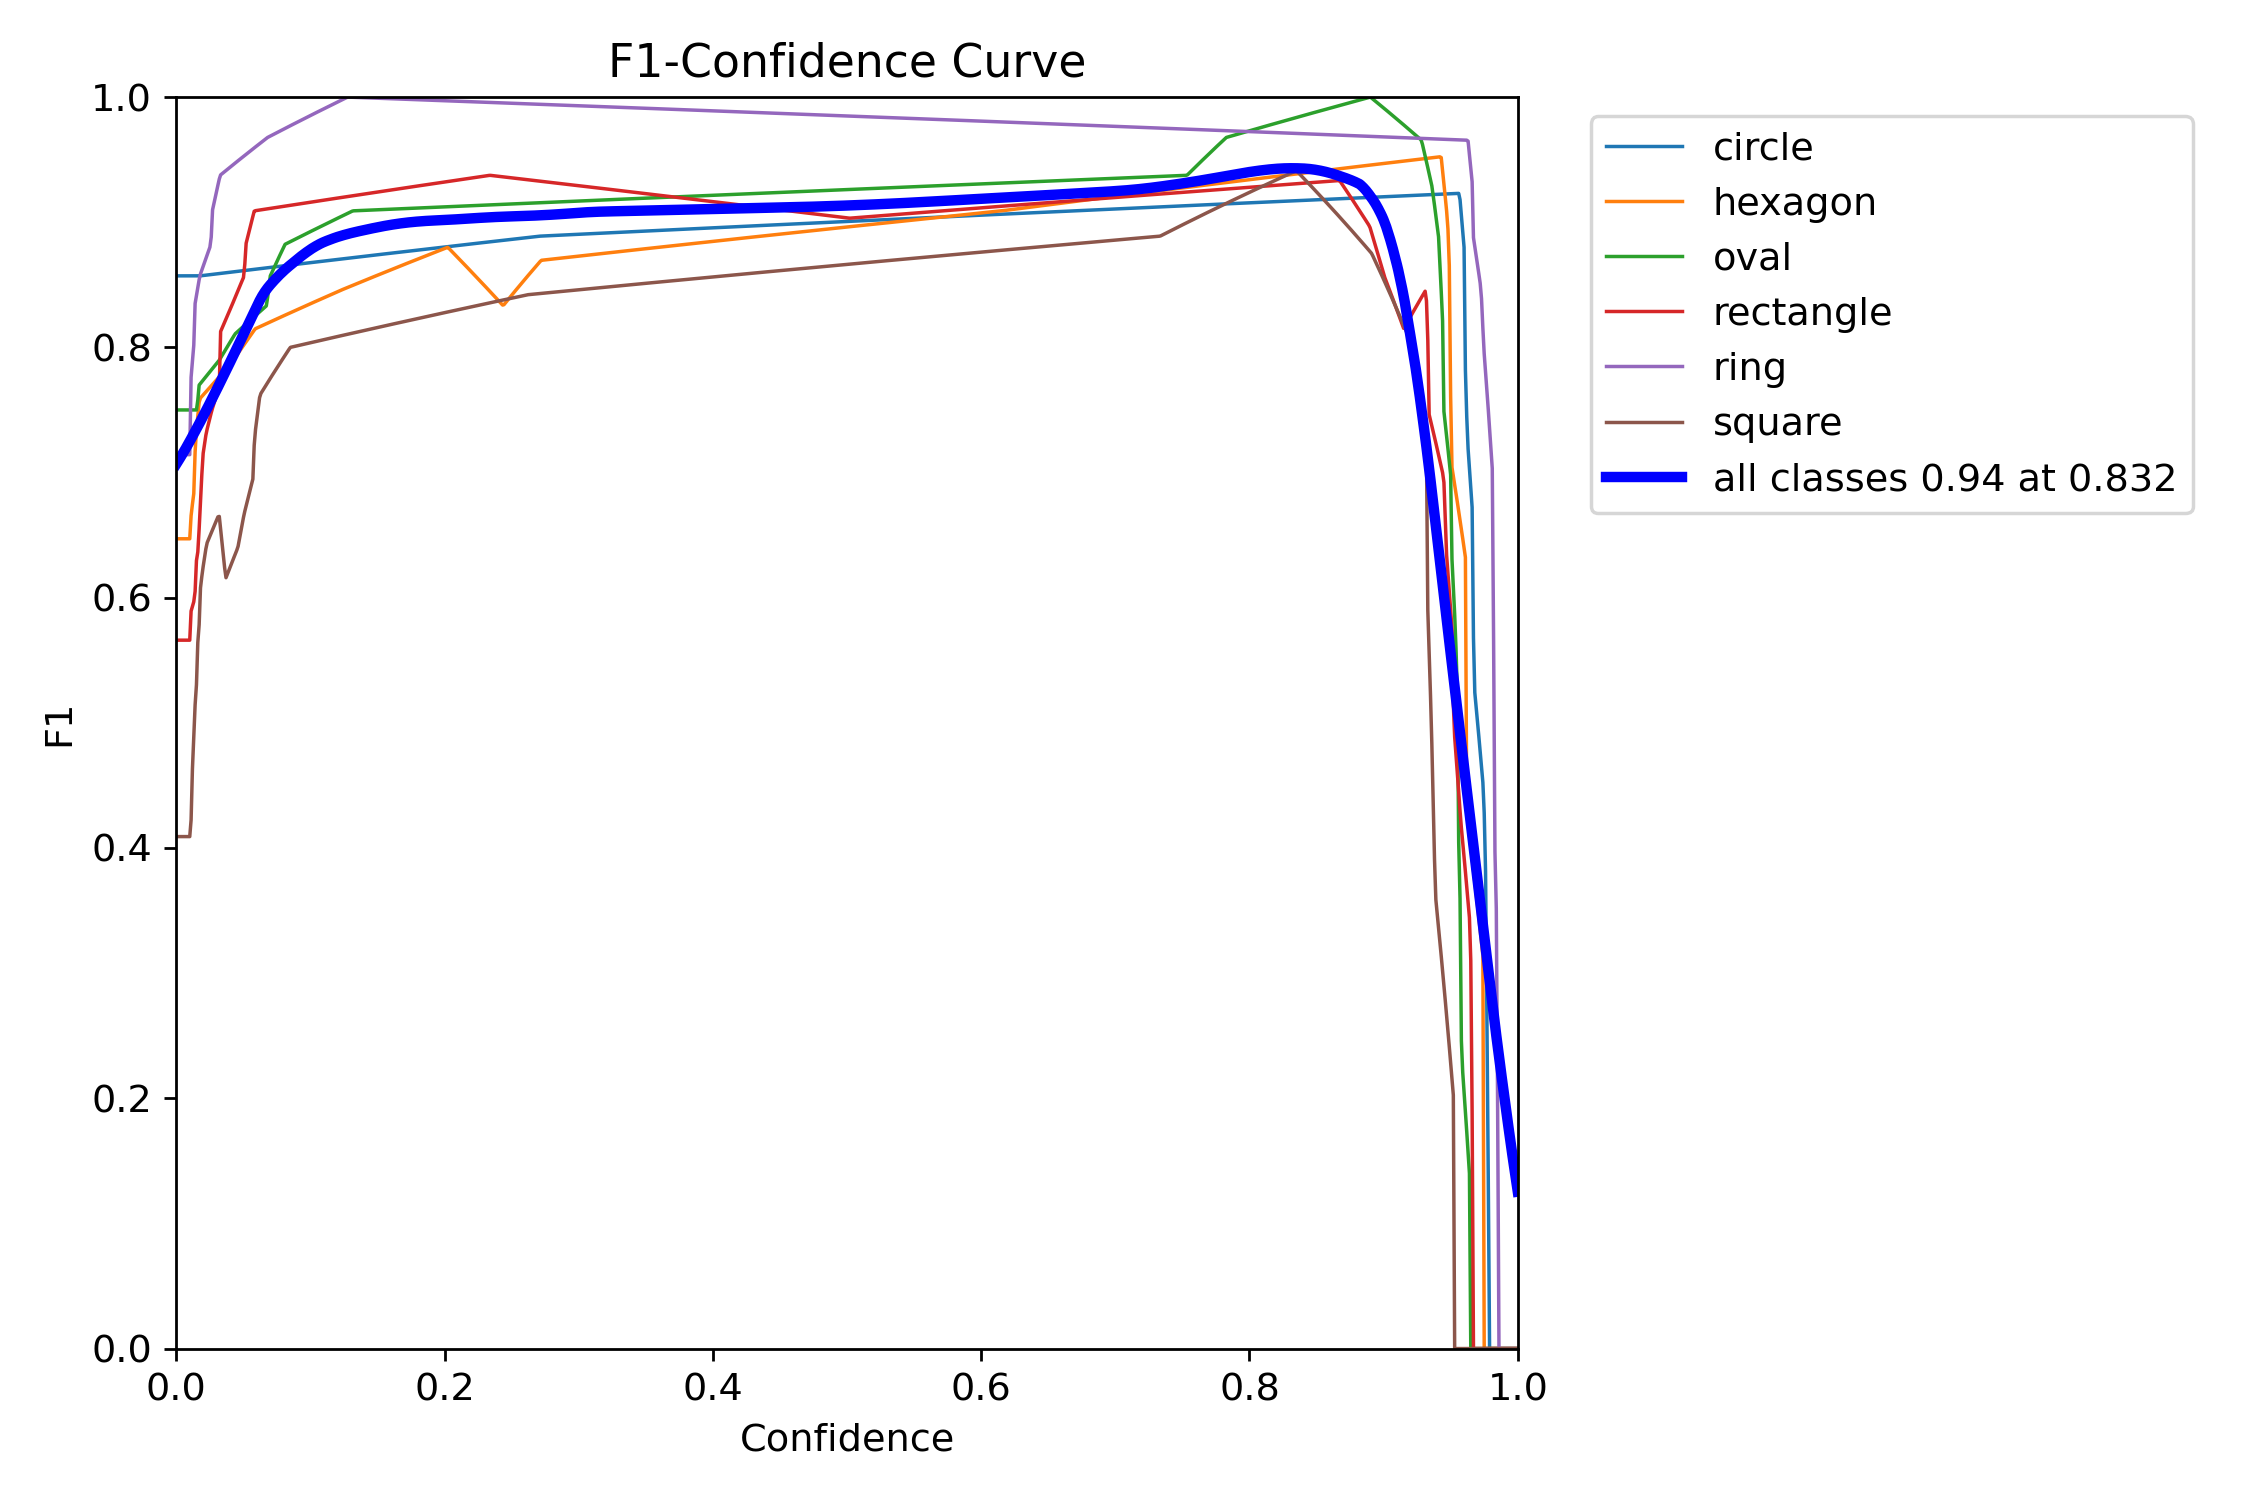 F1-Confidence Curve
1.0
0.8
0.6
0.4
0.2
0.0
F1
0.0 0.2 0.4 0.6 0.8 1.0
Confidence
circle
hexagon
oval
rectangle
ring
square
all classes 0.94 at 0.832